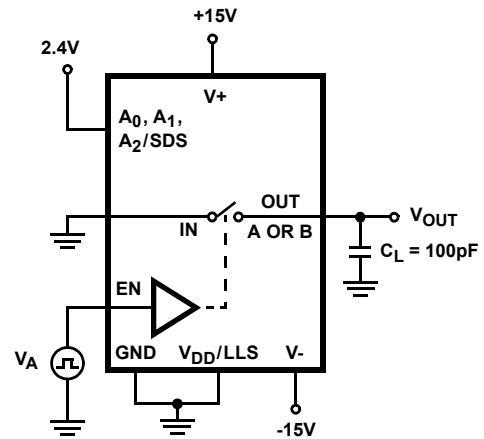 +15V
2.4V
V+
A0, A1,
A2/SDS
OUT
IN
A OR B
VOUT
CL = 100pF
EN
VA
GND
VDD/LLS
V-
-15V